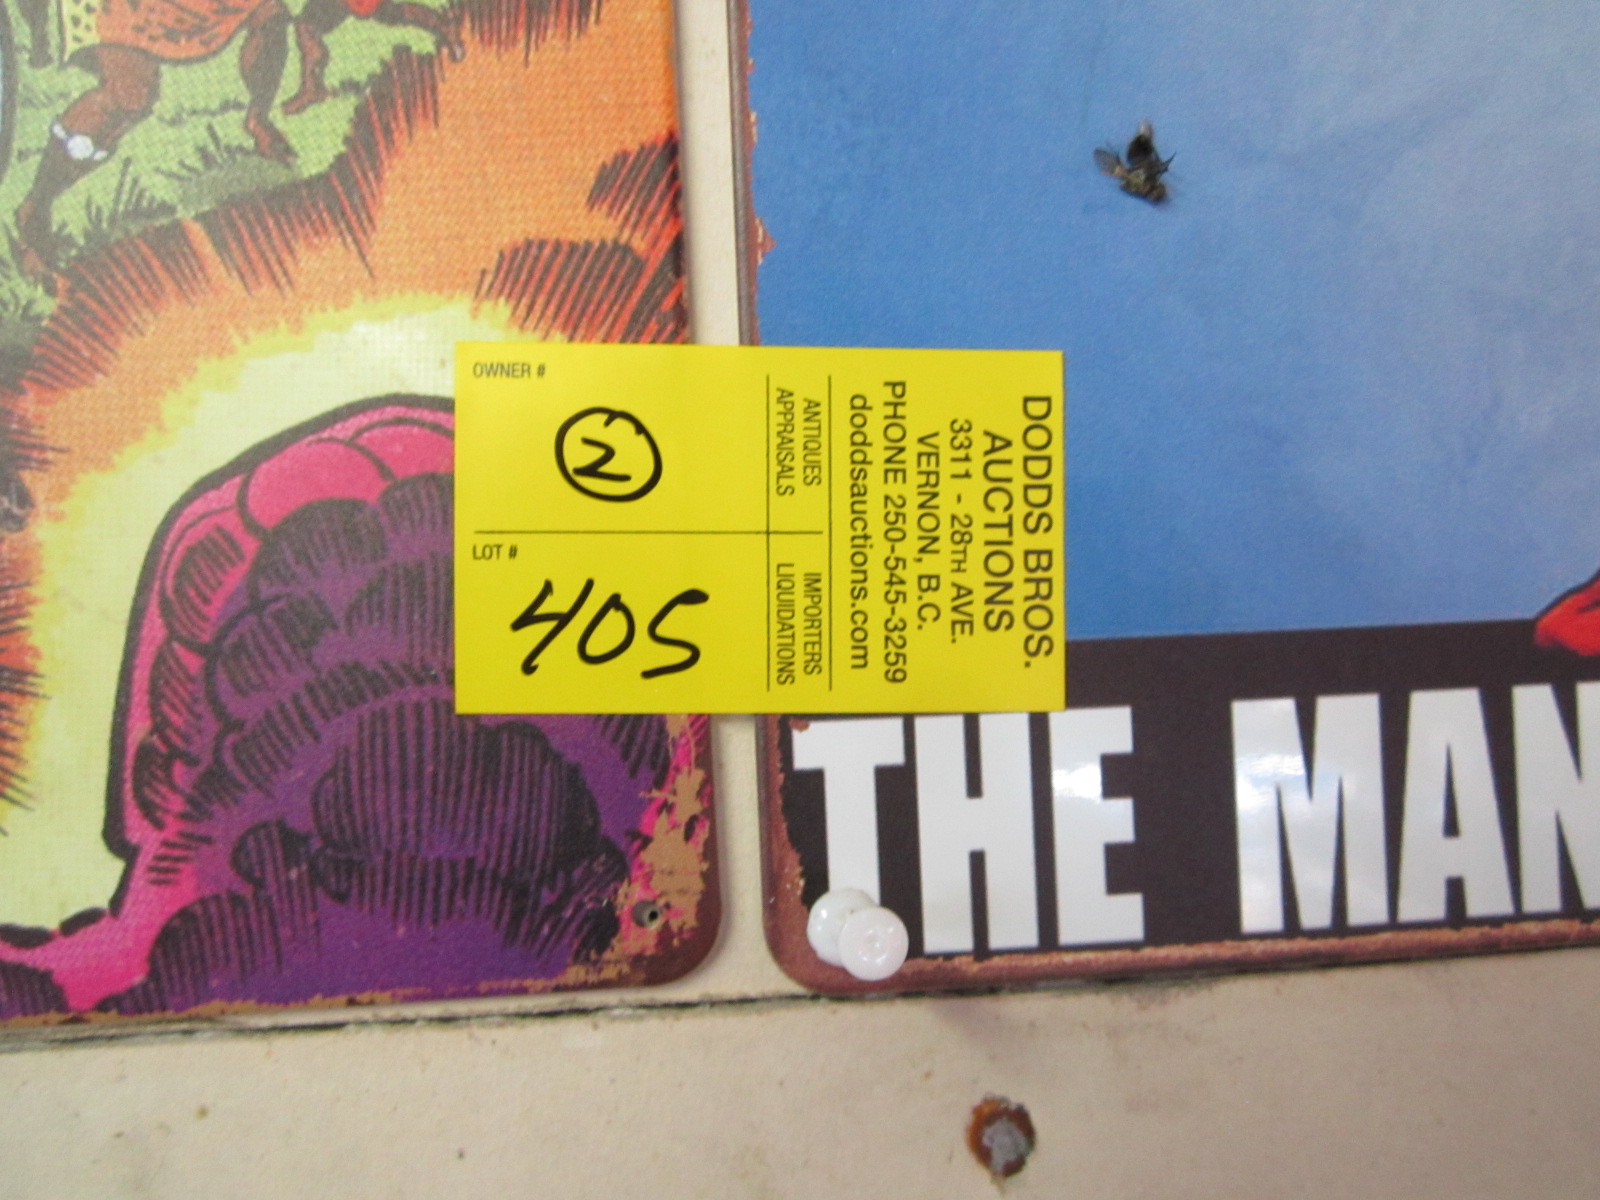 OWNER #
2
LOT #
405
ANTIQUES
APPRAISALS
IMPORTERS
LIQUIDATIONS
DODDS BROS.
AUCTIONS
3311 - 28TH AVE.
VERNON, B.C.
PHONE 250-545-3259
doddsauctions.com
THE MAN